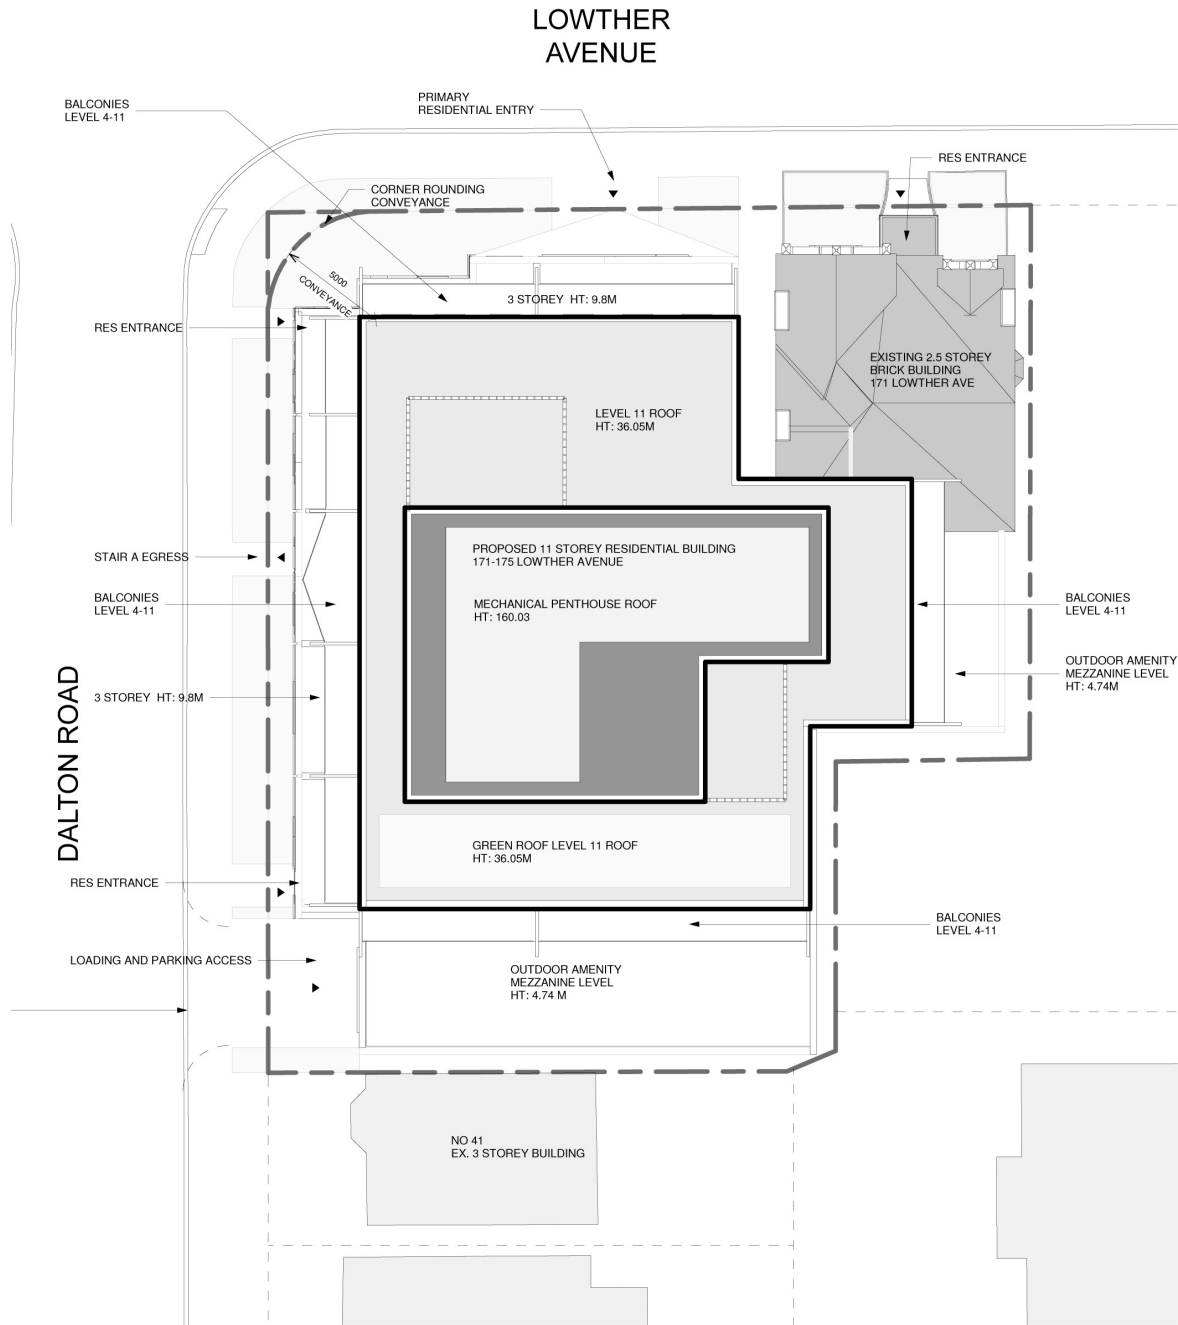 LOWTHER
AVENUE
BALCONIES
LEVEL 4-11
PRIMARY
RESIDENTIAL ENTRY
RES ENTRANCE
CORNER ROUNDING
CONVEYANCE
5000
CONVEYANCE
3 STOREY HT: 9.8M
RES ENTRANCE
EXISTING 2.5 STOREY
BRICK BUILDING
171 LOWTHER AVE
LEVEL 11 ROOF
HT: 36.05M
STAIR A EGRESS
PROPOSED 11 STOREY RESIDENTIAL BUILDING
171-175 LOWTHER AVENUE
BALCONIES
LEVEL 4-11
MECHANICAL PENTHOUSE ROOF
HT: 160.03
BALCONIES
LEVEL 4-11
OUTDOOR AMENITY
MEZZANINE LEVEL
HT: 4.74M
DALTON ROAD
3 STOREY HT: 9.8M
GREEN ROOF LEVEL 11 ROOF
HT: 36.05M
RES ENTRANCE
BALCONIES
LEVEL 4-11
LOADING AND PARKING ACCESS
OUTDOOR AMENITY
MEZZANINE LEVEL
HT: 4.74 M
NO 41
EX. 3 STOREY BUILDING